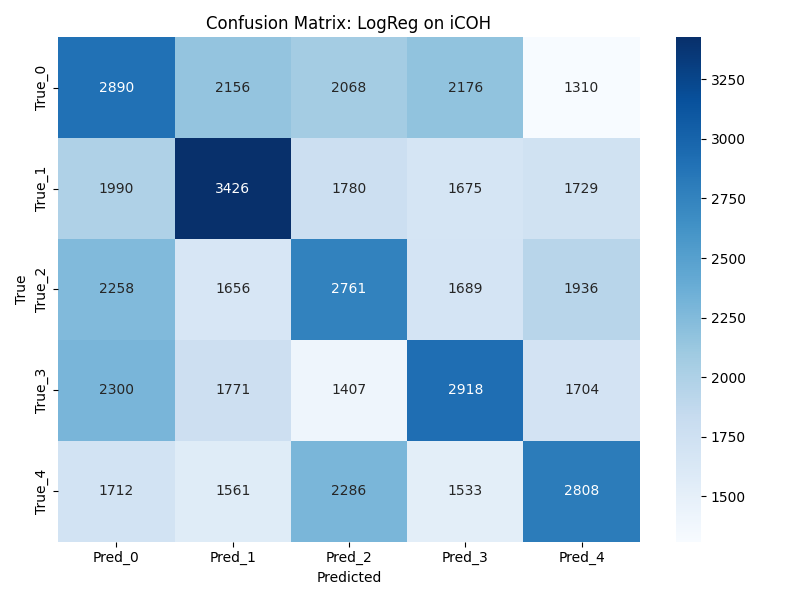 Confusion Matrix: LogReg on iCOH
True
True_0 2890 2156 2068 2176 1310
True_1 1990 3426 1780 1675 1729
True_2 2258 1656 2761 1689 1936
True_3 2300 1771 1407 2918 1704
True_4 1712 1561 2286 1533 2808
Pred_0 Pred_1 Pred_2 Pred_3 Pred_4
Predicted
3250
3000
2750
2500
2250
2000
1750
1500